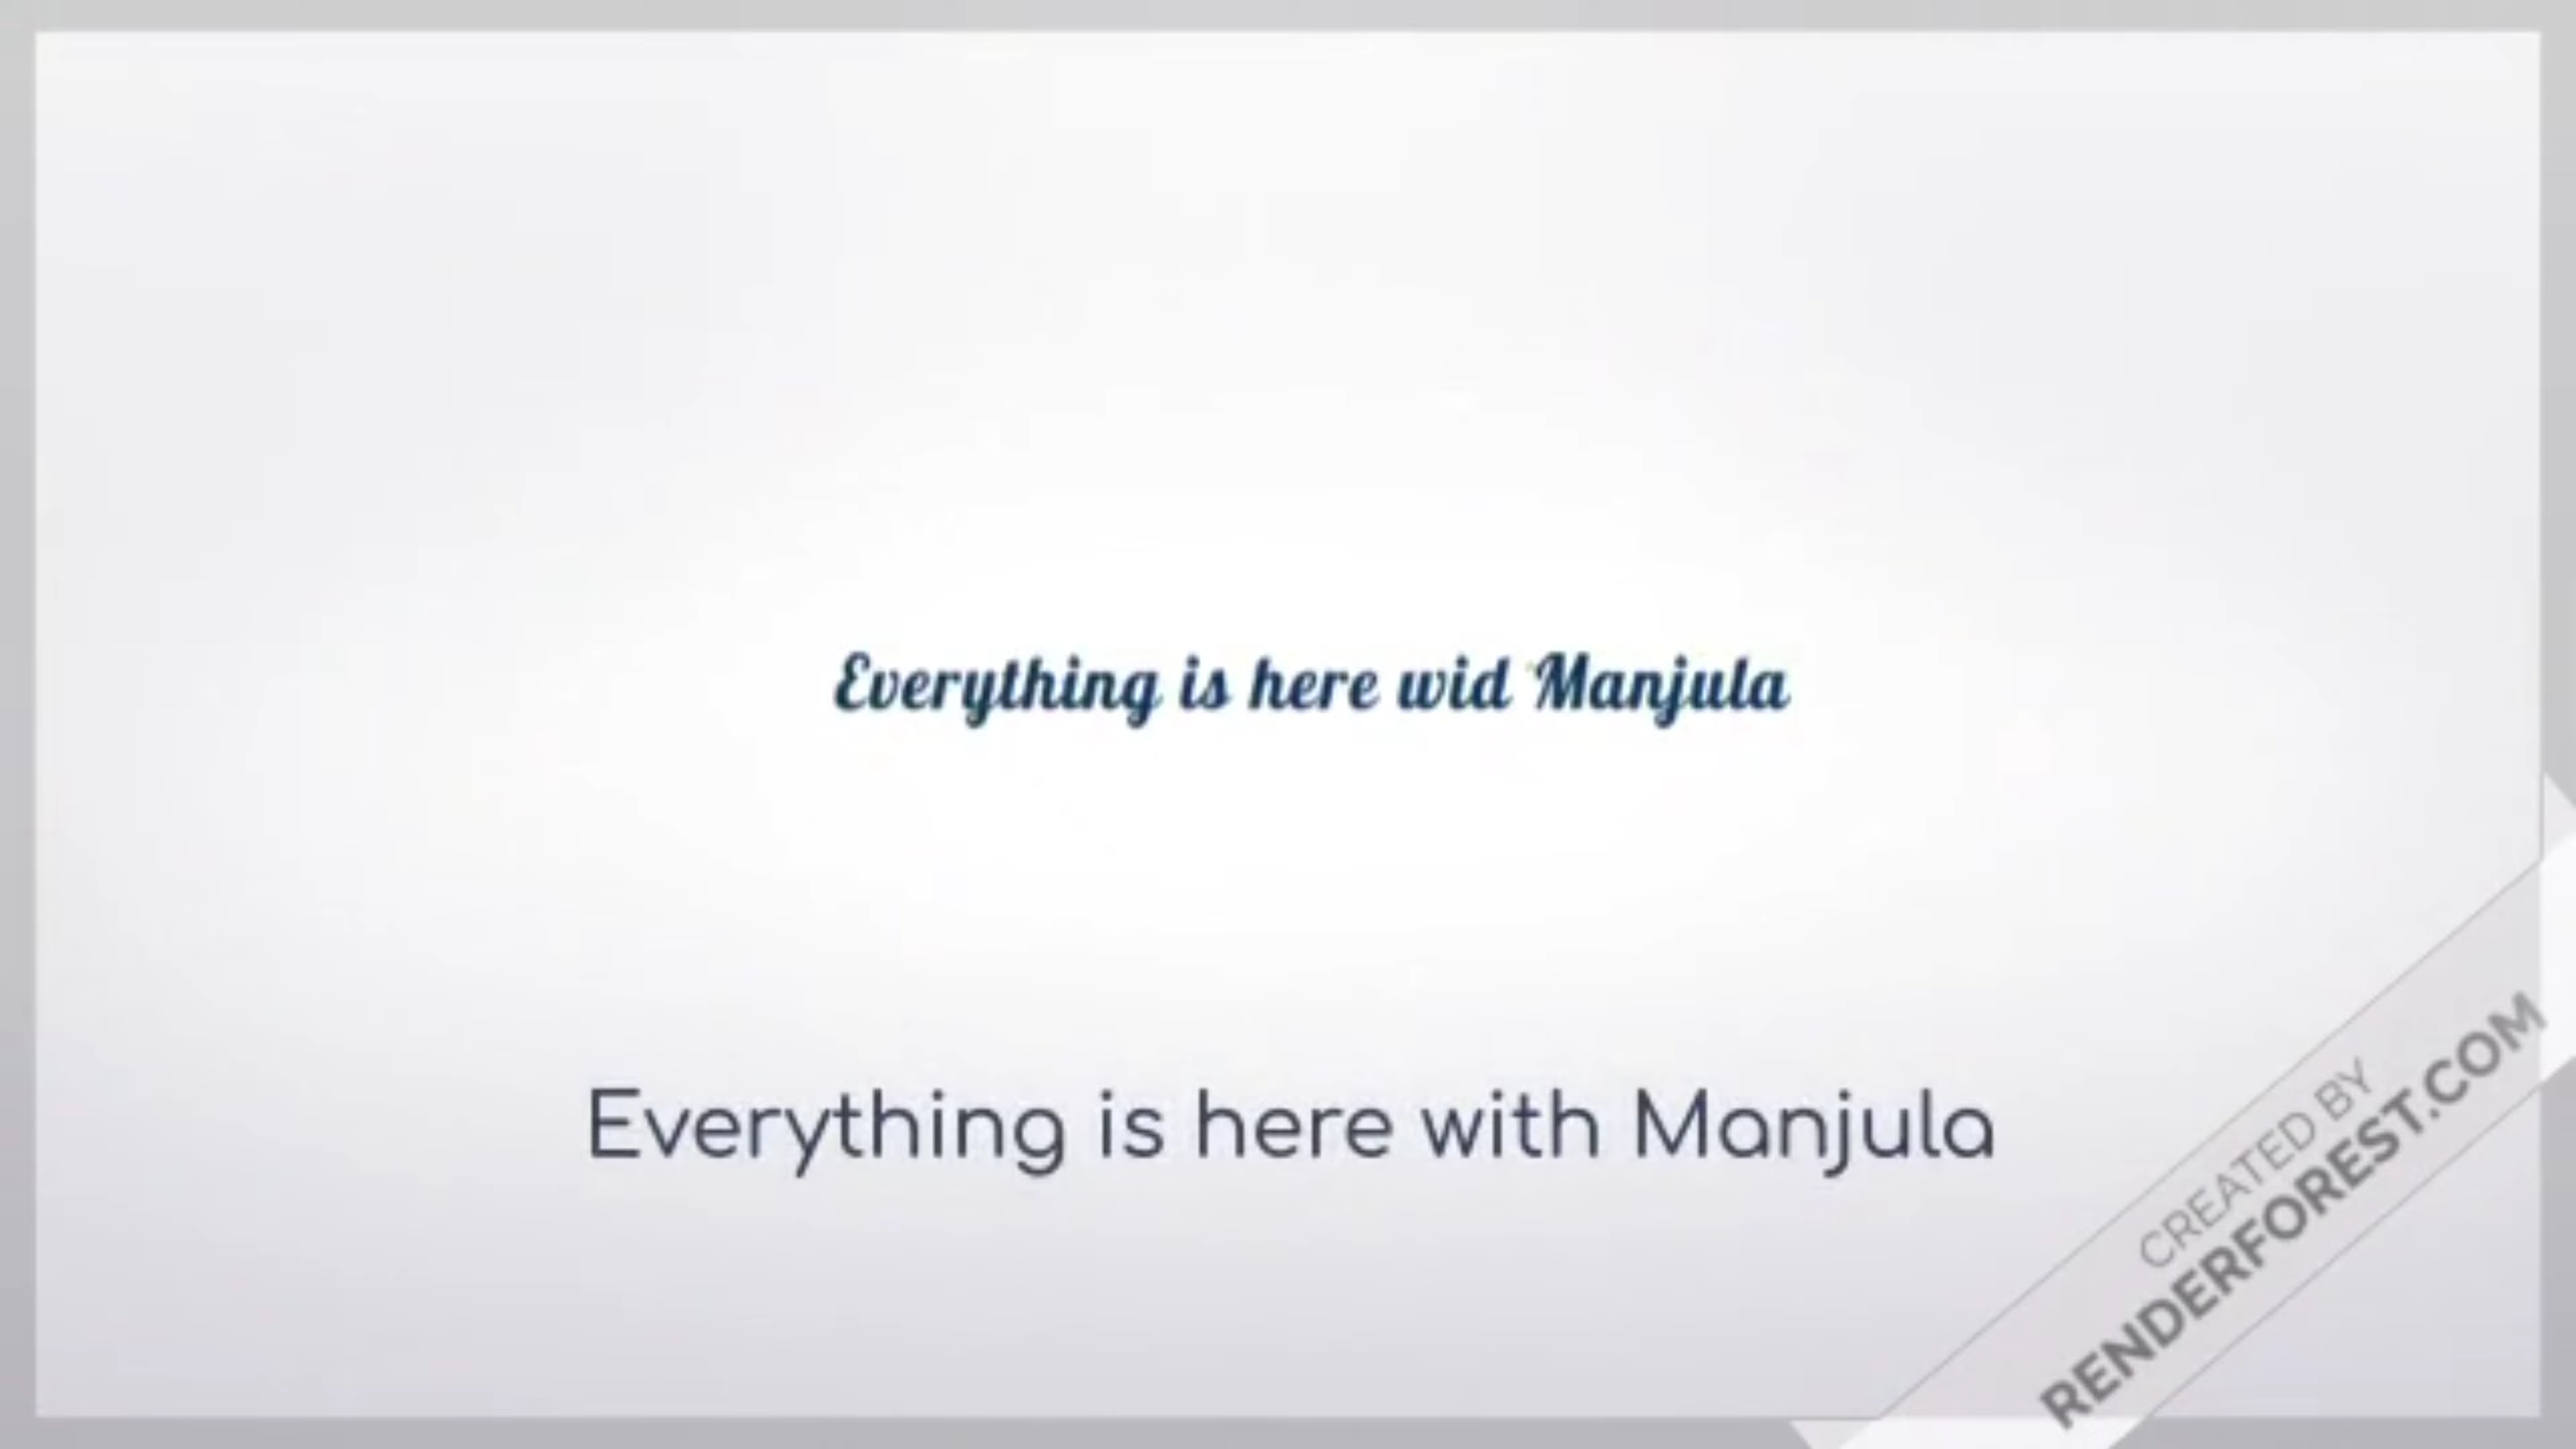 Everything is here wid Manjula
Everything is here with Manjula
CREATED BY
RENDERFOREST.COM